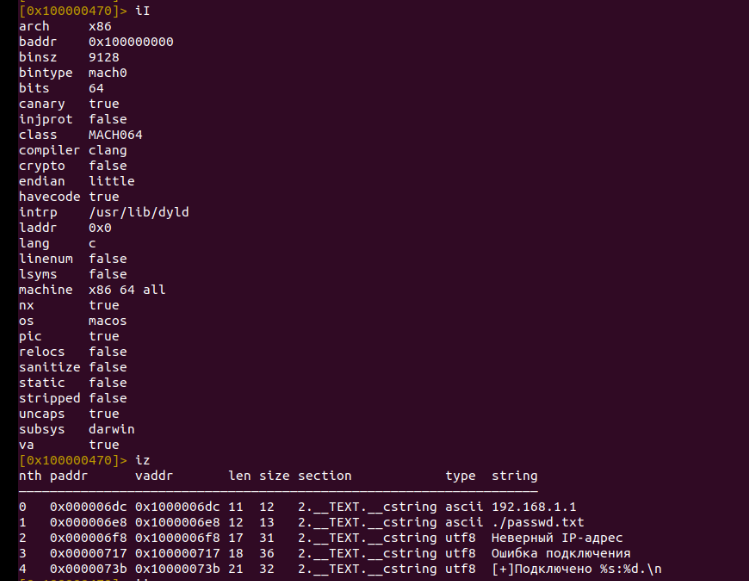 [0x100000470]> iI
arch     x86
baddr    0x100000000
binsz    9128
bintype  mach0
bits     64
canary   true
injprot  false
class    MACH064
compiler clang
crypto   false
endian   little
havecode true
intrp    /usr/lib/dyld
laddr    0x0
lang     c
linenum  false
lsyms    false
machine  x86 64 all
nx       true
os       macos
pic      true
relocs   false
sanitize false
static   false
stripped false
uncaps   true
subsys   darwin
va       true
[0x100000470]> iz
nth paddr      vaddr       len size section            type  string
0   0x000006dc 0x1000006dc 11  12   2.__TEXT.__cstring ascii 192.168.1.1
1   0x000006e8 0x1000006e8 12  13   2.__TEXT.__cstring ascii ./passwd.txt
2   0x000006f8 0x1000006f8 17  31   2.__TEXT.__cstring utf8  Неверный IP-адрес
3   0x00000717 0x100000717 18  36   2.__TEXT.__cstring utf8  Ошибка подключения
4   0x0000073b 0x10000073b 21  32   2.__TEXT.__cstring utf8  [+]Подключено %s:%d.\n